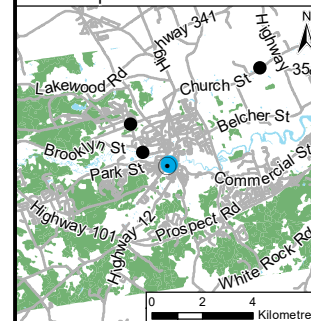 Highway 341
Highway
N
Church St
35
Lakewood Rd
Belcher St
Brooklyn St
Park St
Commercial St
Highway 101
Highway 12
Prospect Rd
White Rock Rd
0 2 4
Kilometre